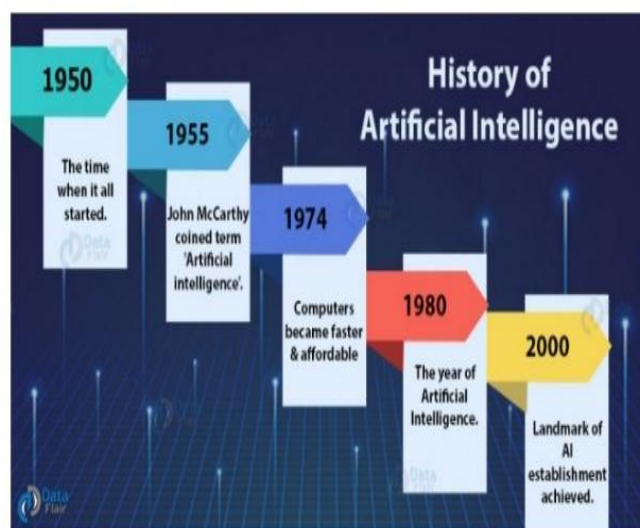 History of
Artificial Intelligence
1950
The time
when it all
started.
1955
John McCarthy
coined term
'Artificial
intelligence'.
1974
Computers
became faster
& affordable
1980
The year of
Artificial
Intelligence.
2000
Landmark of
AI
establishment
achieved.
Data
Flair